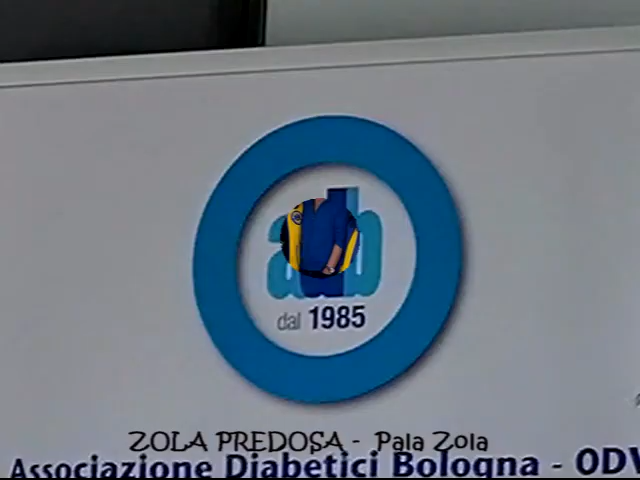 adb
dal 1985
ZOLA PREDOSA - Pala Zola
Associazione Diabetici Bologna - ODV